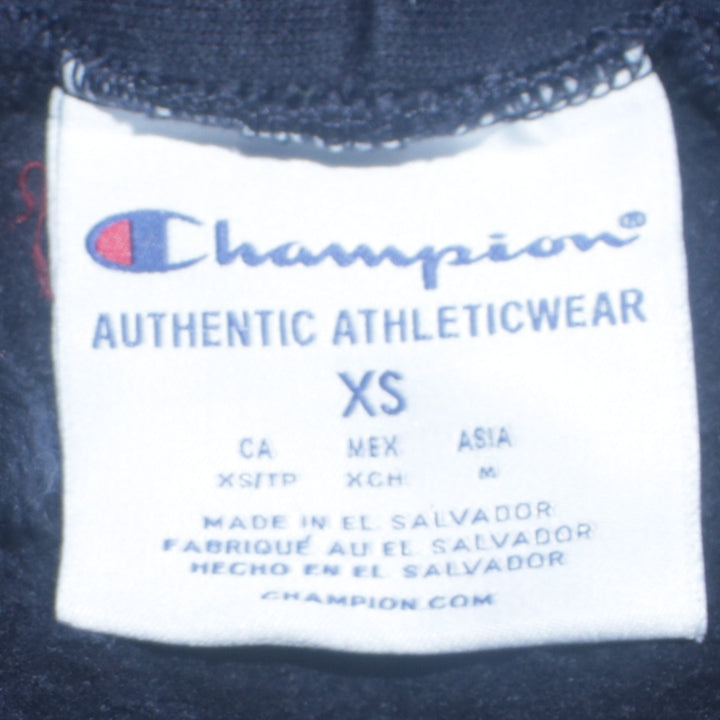 Champion®
AUTHENTIC ATHLETICWEAR
XS
CA MEX ASIA
XS/TP XCH M
MADE IN EL SALVADOR
FABRIQUÉ AU EL SALVADOR
HECHO EN EL SALVADOR
CHAMPION.COM